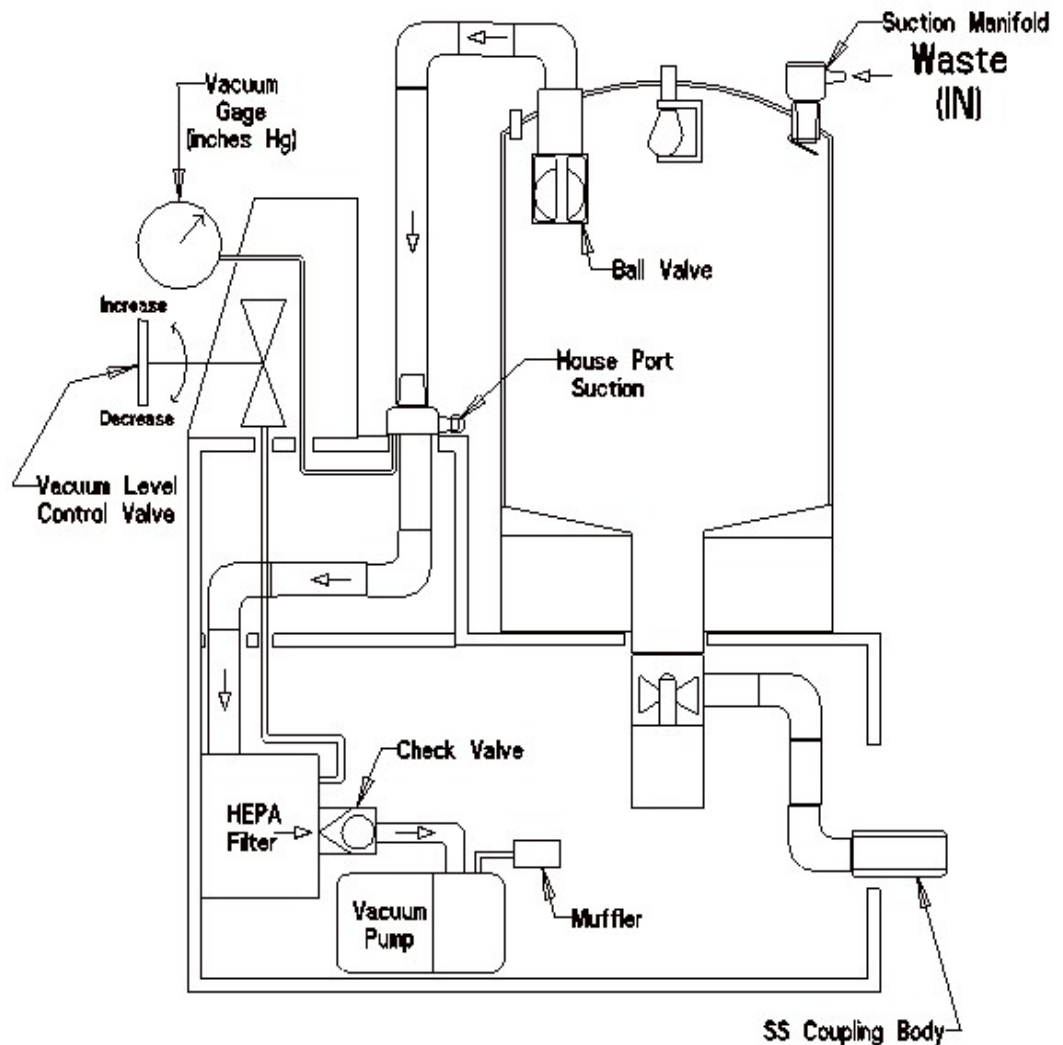 Suction Manifold
Waste
(IN)
Vacuum
Gage
(inches Hg)
Ball Valve
Increase
House Port
Suction
Decrease
Vacuum Level
Control Valve
Check Valve
HEPA
Filter
Vacuum
Pump
Muffler
SS Coupling Body